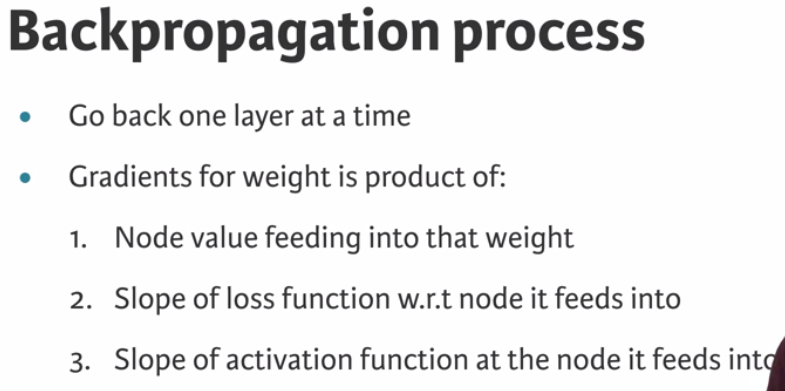 Backpropagation process
• Go back one layer at a time
• Gradients for weight is product of:
1. Node value feeding into that weight
2. Slope of loss function w.r.t node it feeds into
3. Slope of activation function at the node it feeds into